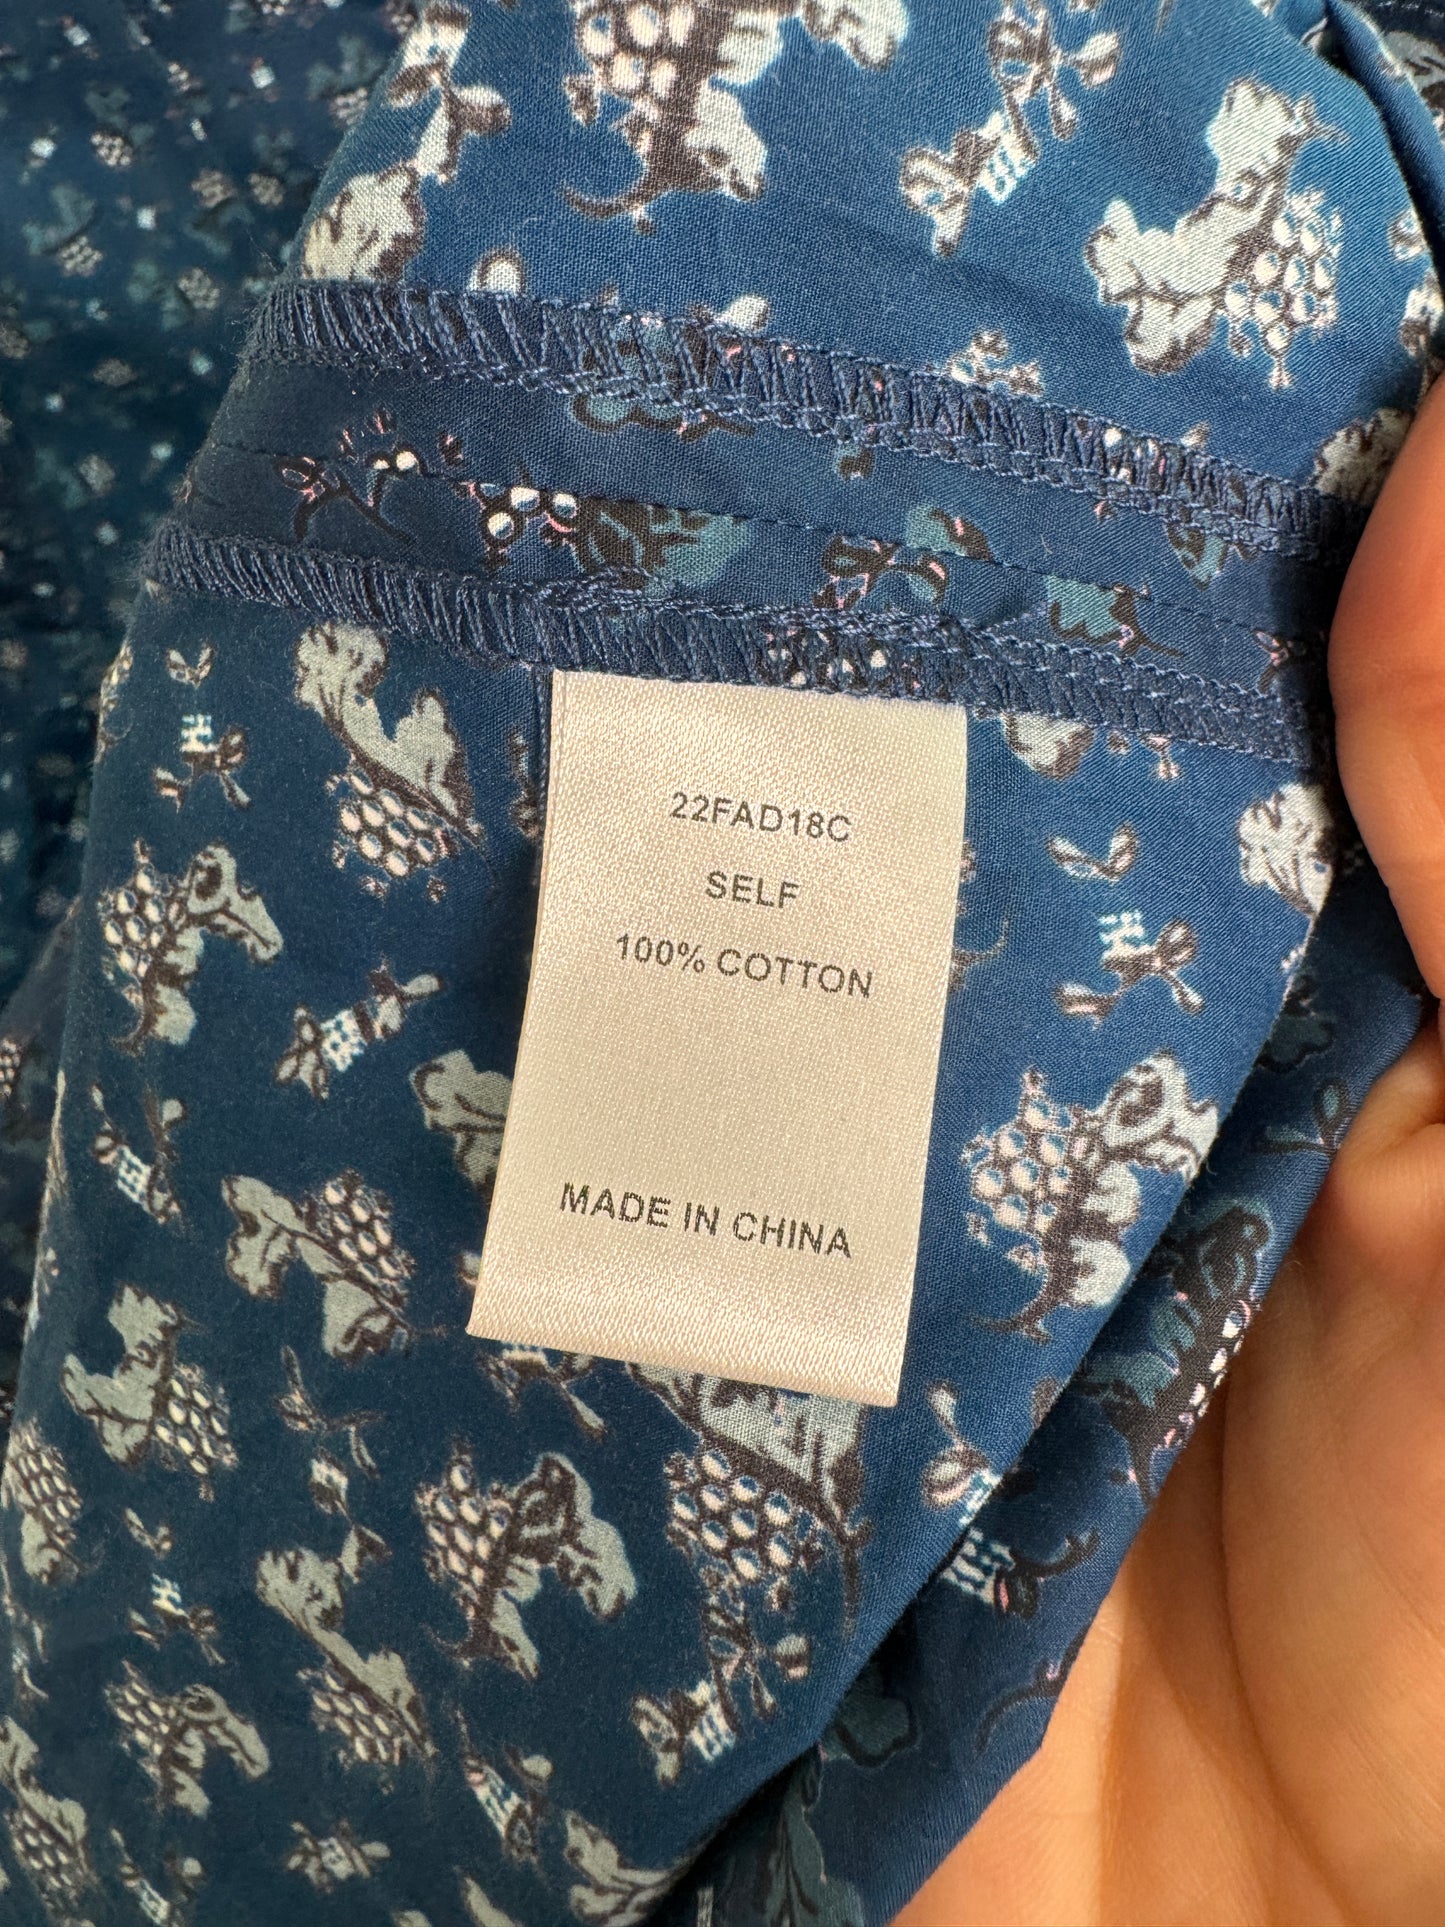 22FAD18C
SELF
100% COTTON
MADE IN CHINA